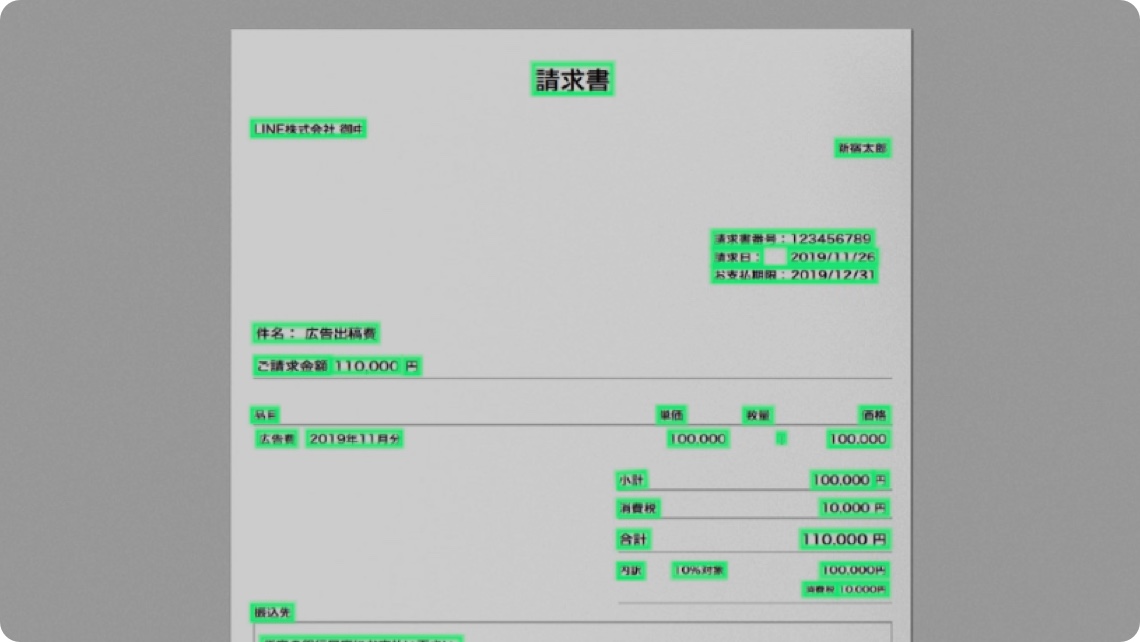 請求書
LINE株式会社 御中
新宿太郎
請求書番号：123456789
請求日： 2019/11/26
お支払期限：2019/12/31
件名： 広告出稿費
ご請求金額 110,000 円
品目 単価 数量 価格
広告費 2019年11月分 100,000 100,000
小計 100,000 円
消費税 10,000 円
合計 110,000 円
内訳 10%対象 100,000円
消費税 10,000円
振込先